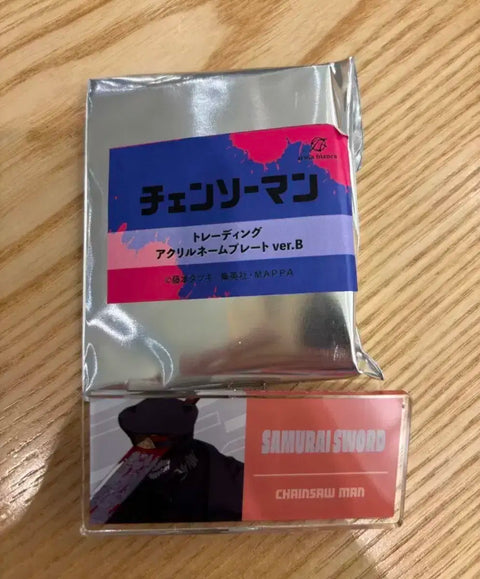 arma bianca
チェンソーマン
トレーディング
アクリルネームプレート ver.B
©藤本タツキ/集英社・MAPPA
SAMURAI SWORD
CHAINSAW MAN